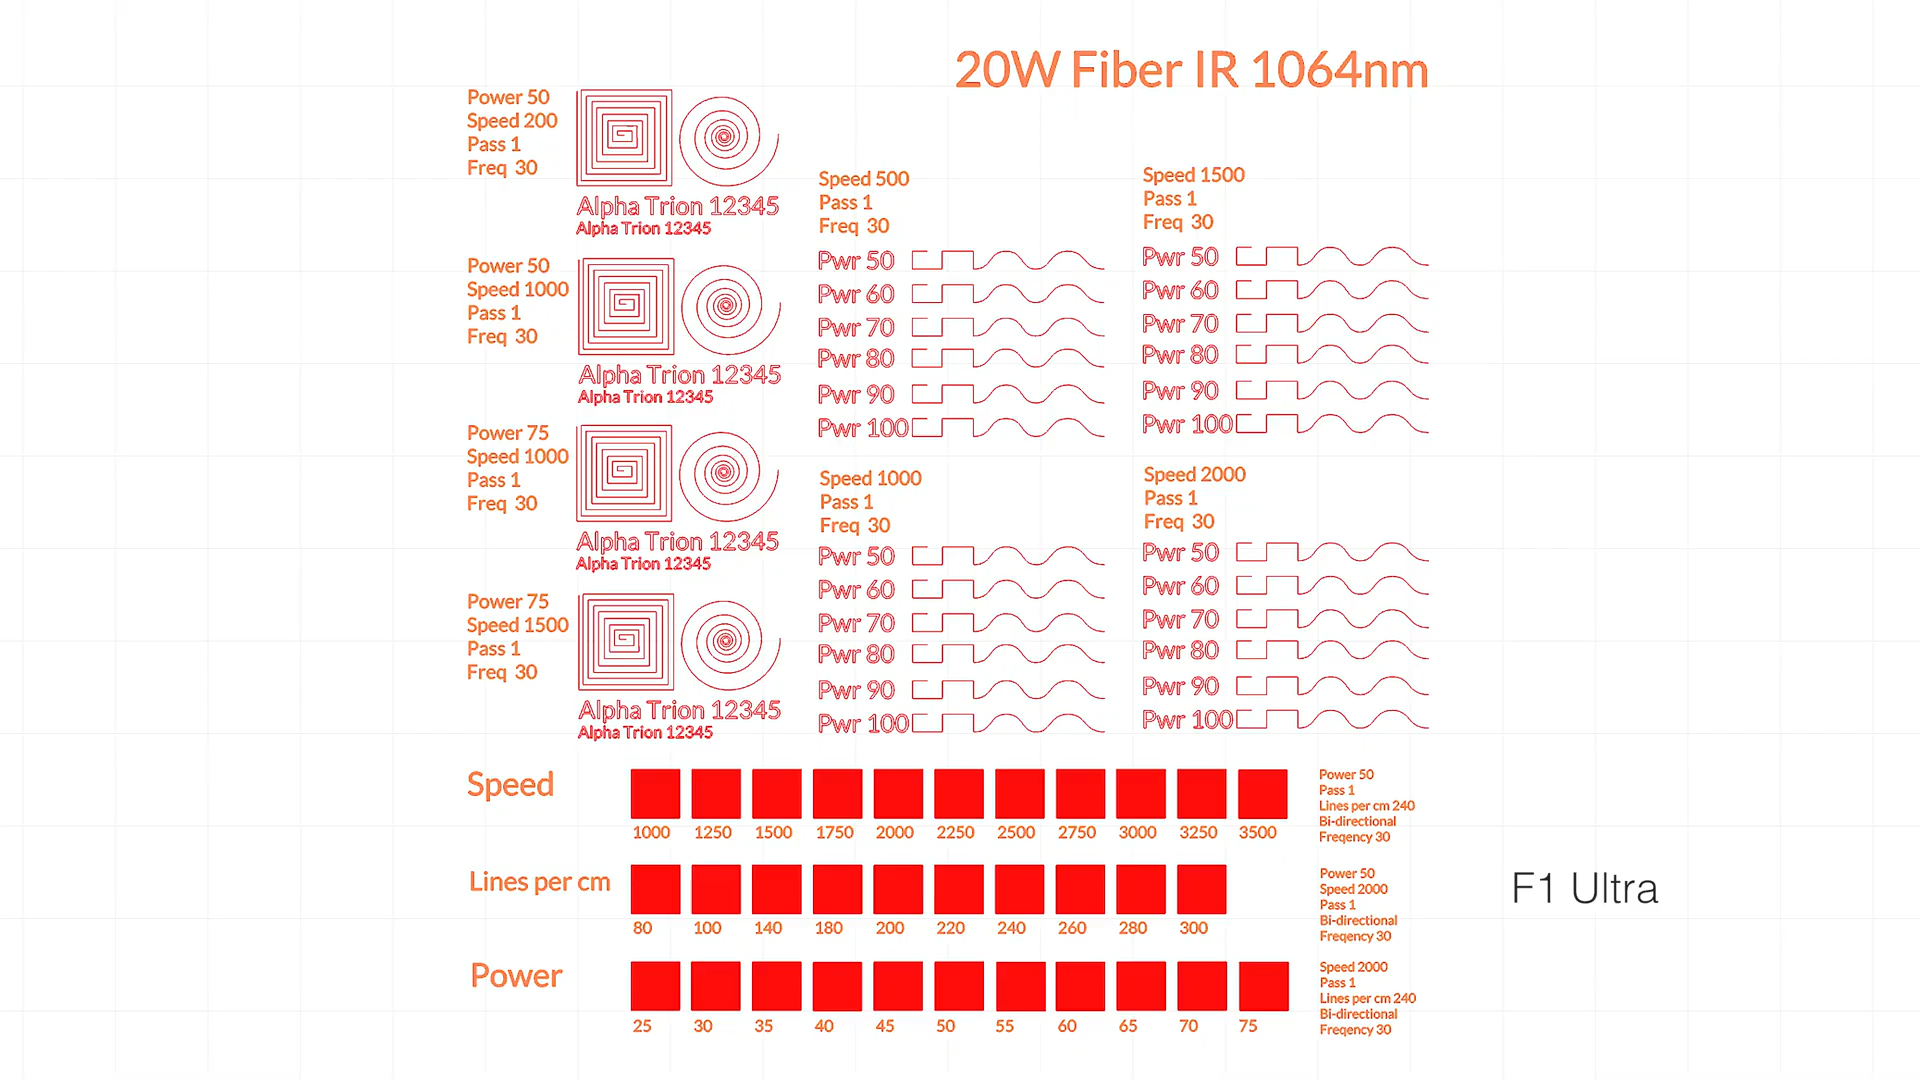 20W Fiber IR 1064nm
Power 50
Speed 200
Pass 1
Freq 30
Alpha Trion 12345
Alpha Trion 12345
Power 50
Speed 1000
Pass 1
Freq 30
Alpha Trion 12345
Alpha Trion 12345
Power 75
Speed 1000
Pass 1
Freq 30
Alpha Trion 12345
Alpha Trion 12345
Power 75
Speed 1500
Pass 1
Freq 30
Alpha Trion 12345
Alpha Trion 12345
Speed 500
Pass 1
Freq 30
Pwr 50
Pwr 60
Pwr 70
Pwr 80
Pwr 90
Pwr 100
Speed 1000
Pass 1
Freq 30
Pwr 50
Pwr 60
Pwr 70
Pwr 80
Pwr 90
Pwr 100
Speed 1500
Pass 1
Freq 30
Pwr 50
Pwr 60
Pwr 70
Pwr 80
Pwr 90
Pwr 100
Speed 2000
Pass 1
Freq 30
Pwr 50
Pwr 60
Pwr 70
Pwr 80
Pwr 90
Pwr 100
Speed
1000 1250 1500 1750 2000 2250 2500 2750 3000 3250 3500
Power 50
Pass 1
Lines per cm 240
Bi-directional
Freqency 30
Lines per cm
80 100 140 180 200 220 240 260 280 300
Power 50
Speed 2000
Pass 1
Bi-directional
Freqency 30
Power
25 30 35 40 45 50 55 60 65 70 75
Speed 2000
Pass 1
Lines per cm 240
Bi-directional
Freqency 30
F1 Ultra